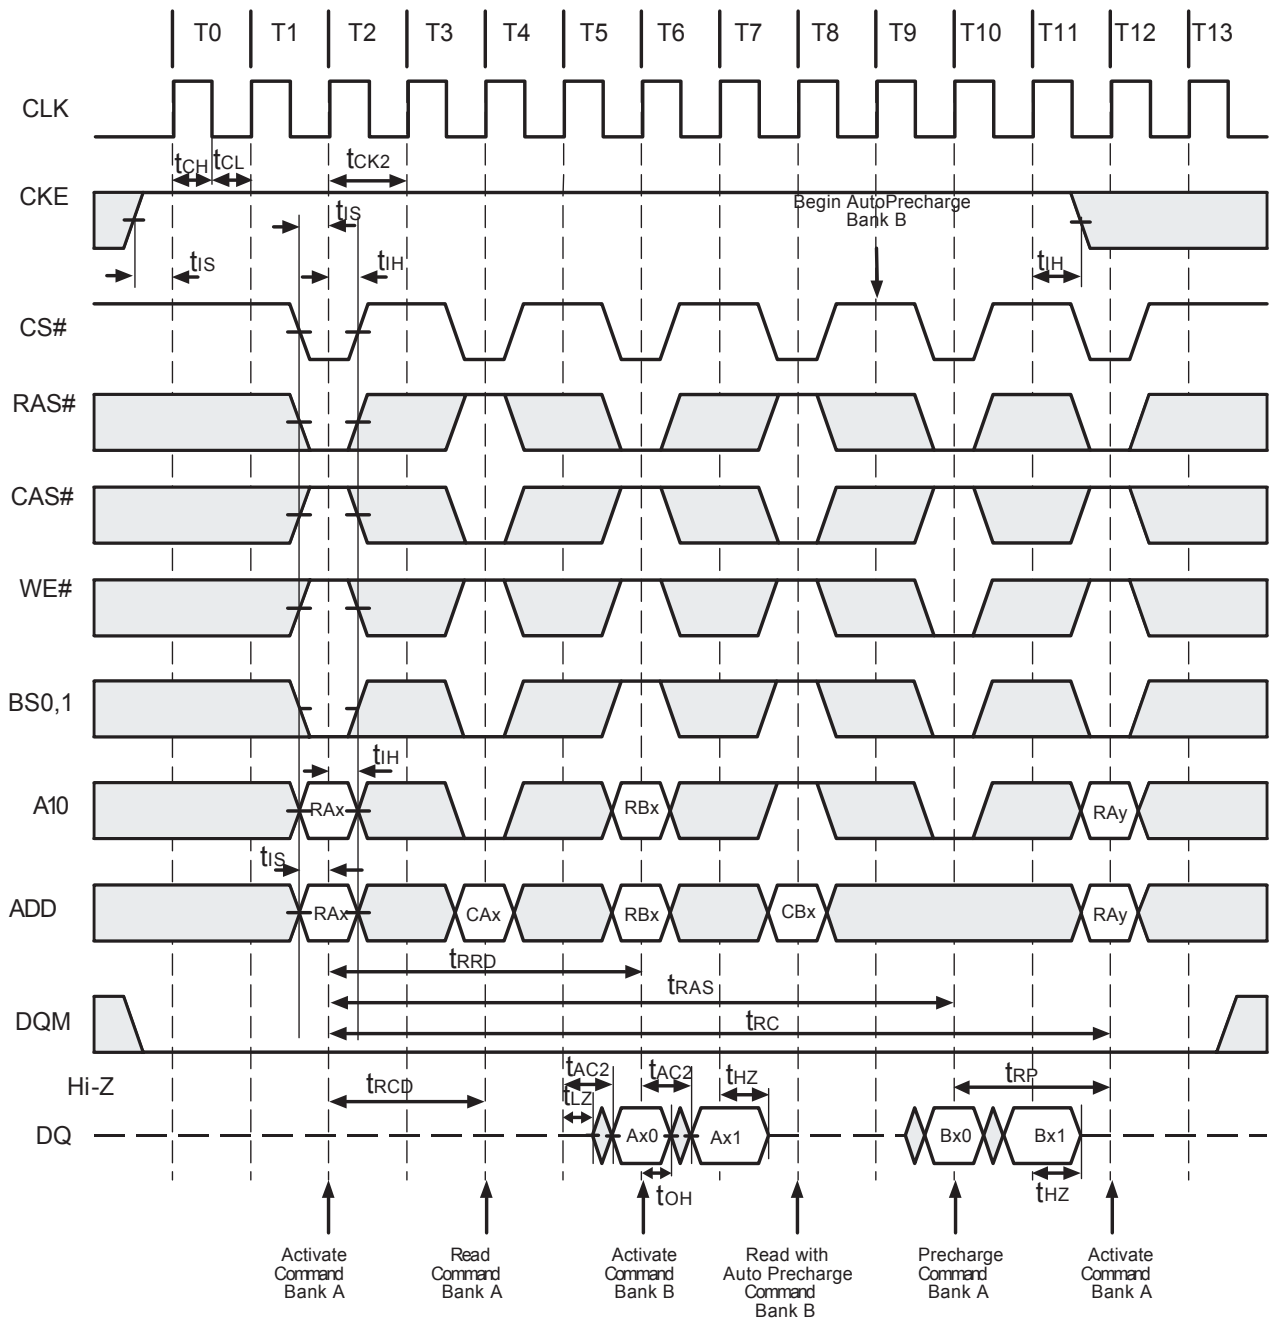 T0 T1 T2 T3 T4 T5 T6 T7 T8 T9 T10 T11 T12 T13
CLK
tCH tCL tCK2
CKE
tIS
Begin AutoPrecharge
Bank B
tIS
tIH
tIH
CS#
RAS#
CAS#
WE#
BS0,1
tIH
A10
RAx RBx RAy
tIS
ADD
RAx CAx RBx CBx RAy
tRRD
tRAS
DQM
tRC
Hi-Z
tRCD
tAC2 tAC2 tHZ
tRP
tLZ
DQ
Ax0 Ax1 Bx0 Bx1
tOH
tHZ
Activate
Command
Bank A
Read
Command
Bank A
Activate
Command
Bank B
Read with
Auto Precharge
Command
Bank B
Precharge
Command
Bank A
Activate
Command
Bank A